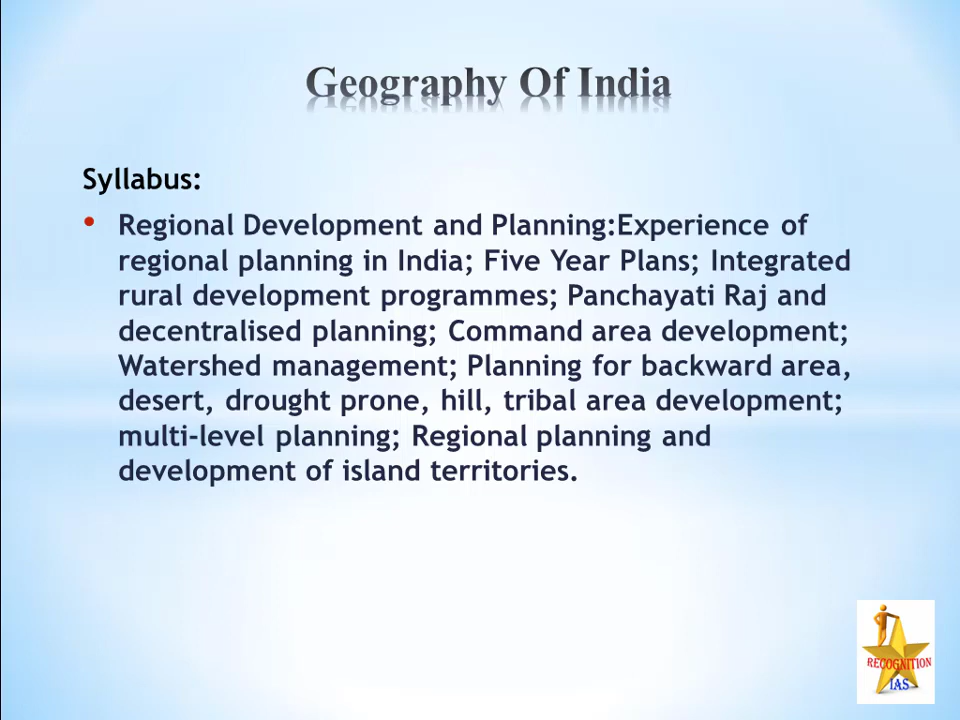 Geography Of India
Syllabus:
• Regional Development and Planning:Experience of
regional planning in India; Five Year Plans; Integrated
rural development programmes; Panchayati Raj and
decentralised planning; Command area development;
Watershed management; Planning for backward area,
desert, drought prone, hill, tribal area development;
multi-level planning; Regional planning and
development of island territories.
RECOGNITION
IAS